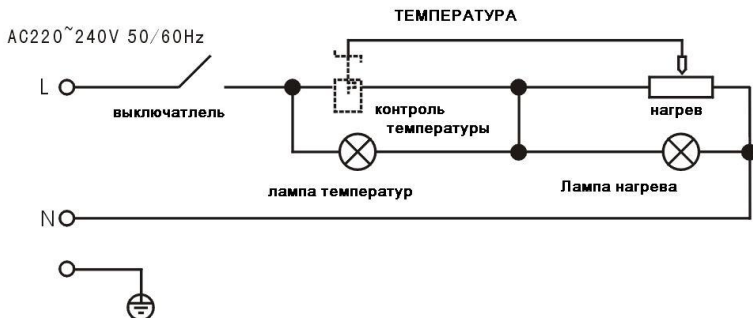 ТЕМПЕРАТУРА
AC220~240V 50/60Hz
L
выключатлель
контроль
температуры
нагрев
лампа температур
Лампа нагрева
N